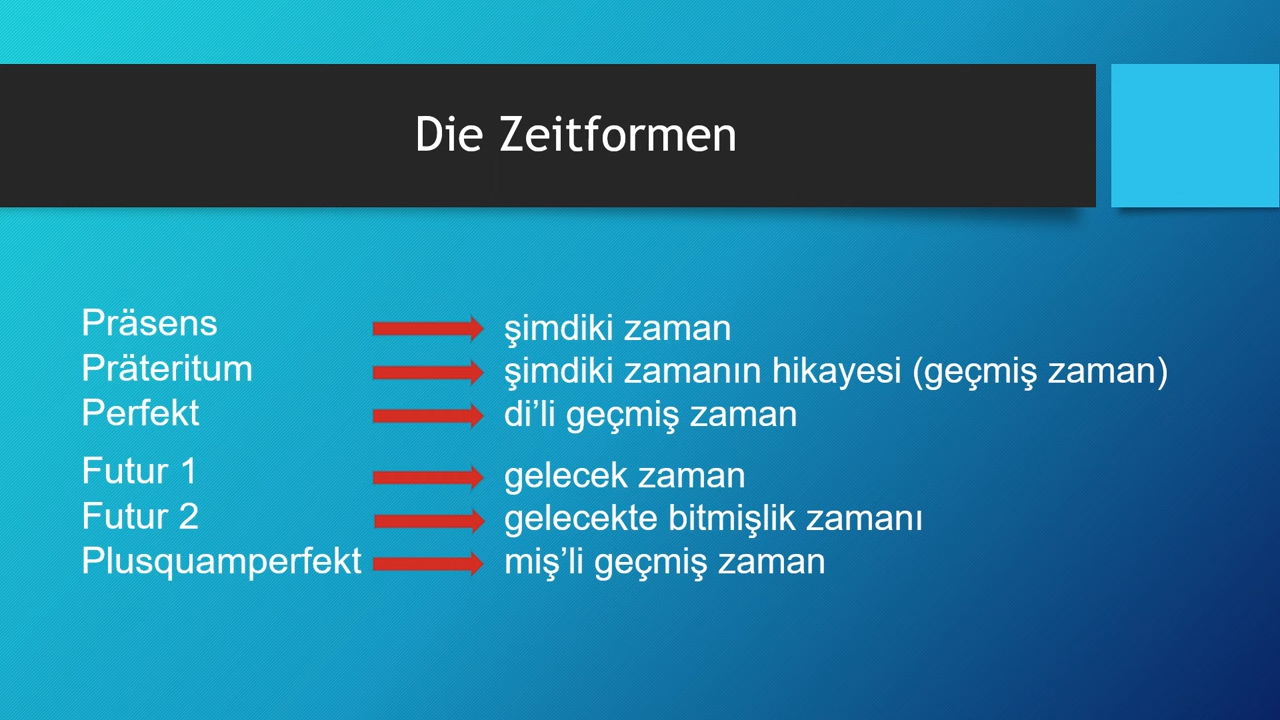 Die Zeitformen
Präsens şimdiki zaman
Präteritum şimdiki zamanın hikayesi (geçmiş zaman)
Perfekt di’li geçmiş zaman
Futur 1 gelecek zaman
Futur 2 gelecekte bitmişlik zamanı
Plusquamperfekt miş’li geçmiş zaman